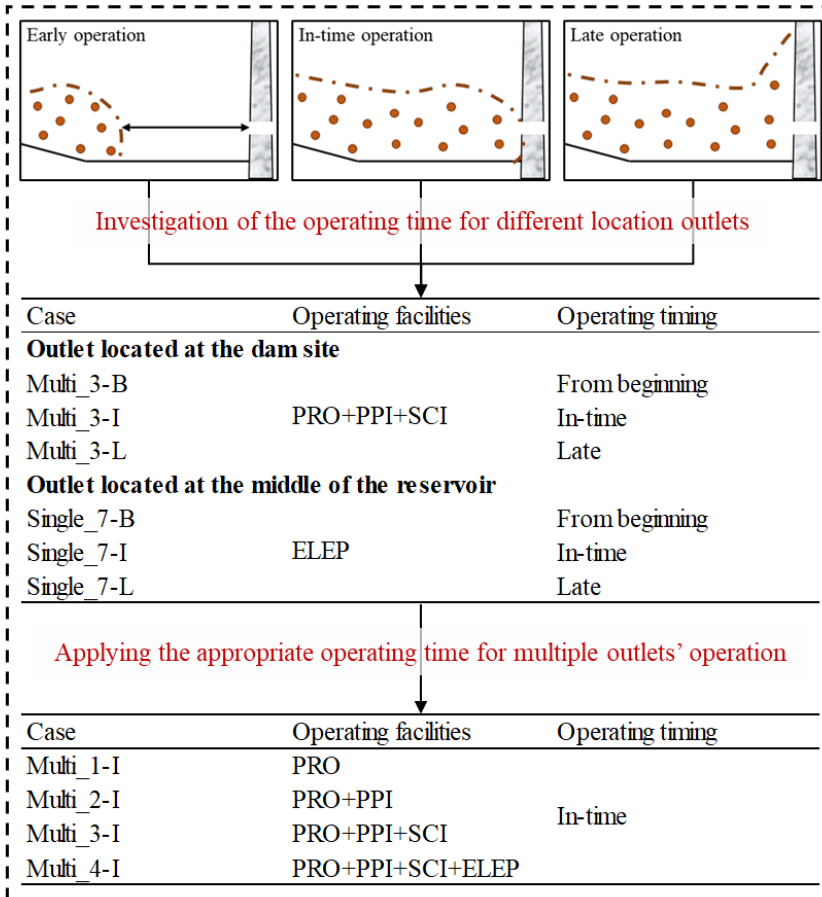 Early operation
In-time operation
Late operation
Investigation of the operating time for different location outlets
Case Operating facilities Operating timing
Outlet located at the dam site
Multi_3-B From beginning
Multi_3-I PRO+PPI+SCI In-time
Multi_3-L Late
Outlet located at the middle of the reservoir
Single_7-B From beginning
Single_7-I ELEP In-time
Single_7-L Late
Applying the appropriate operating time for multiple outlets’ operation
Case Operating facilities Operating timing
Multi_1-I PRO
Multi_2-I PRO+PPI
In-time
Multi_3-I PRO+PPI+SCI
Multi_4-I PRO+PPI+SCI+ELEP